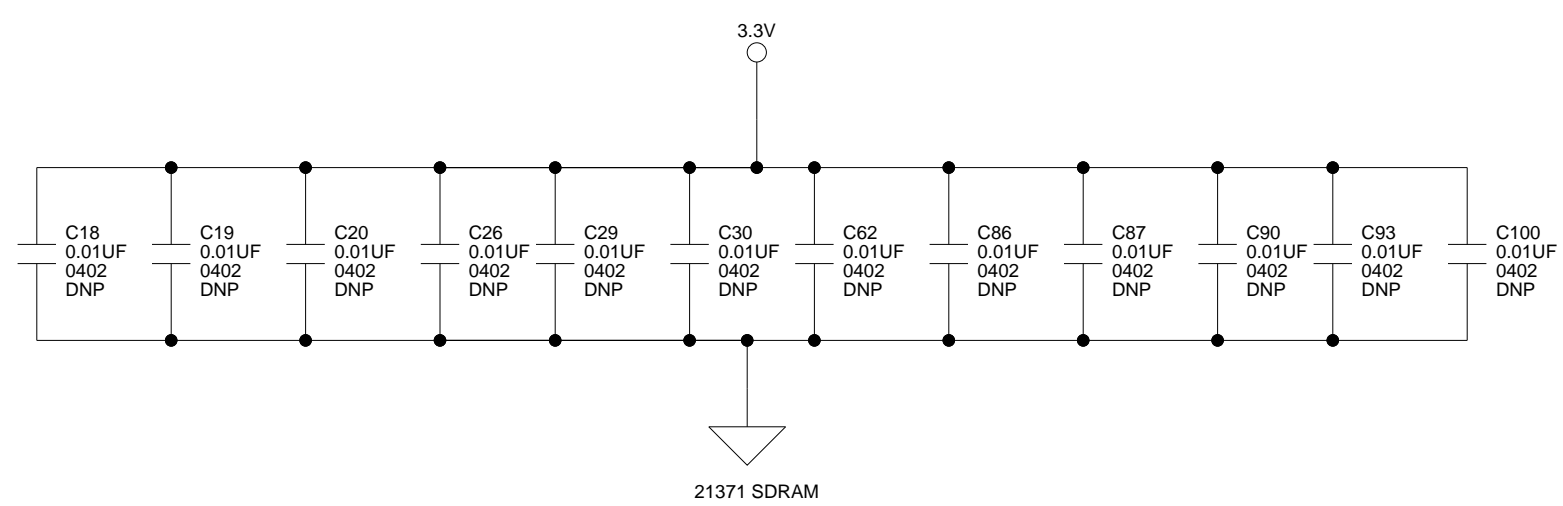 3.3V
C18
0.01UF
0402
DNP
C19
0.01UF
0402
DNP
C20
0.01UF
0402
DNP
C26
0.01UF
0402
DNP
C29
0.01UF
0402
DNP
C30
0.01UF
0402
DNP
C62
0.01UF
0402
DNP
C86
0.01UF
0402
DNP
C87
0.01UF
0402
DNP
C90
0.01UF
0402
DNP
C93
0.01UF
0402
DNP
C100
0.01UF
0402
DNP
21371 SDRAM